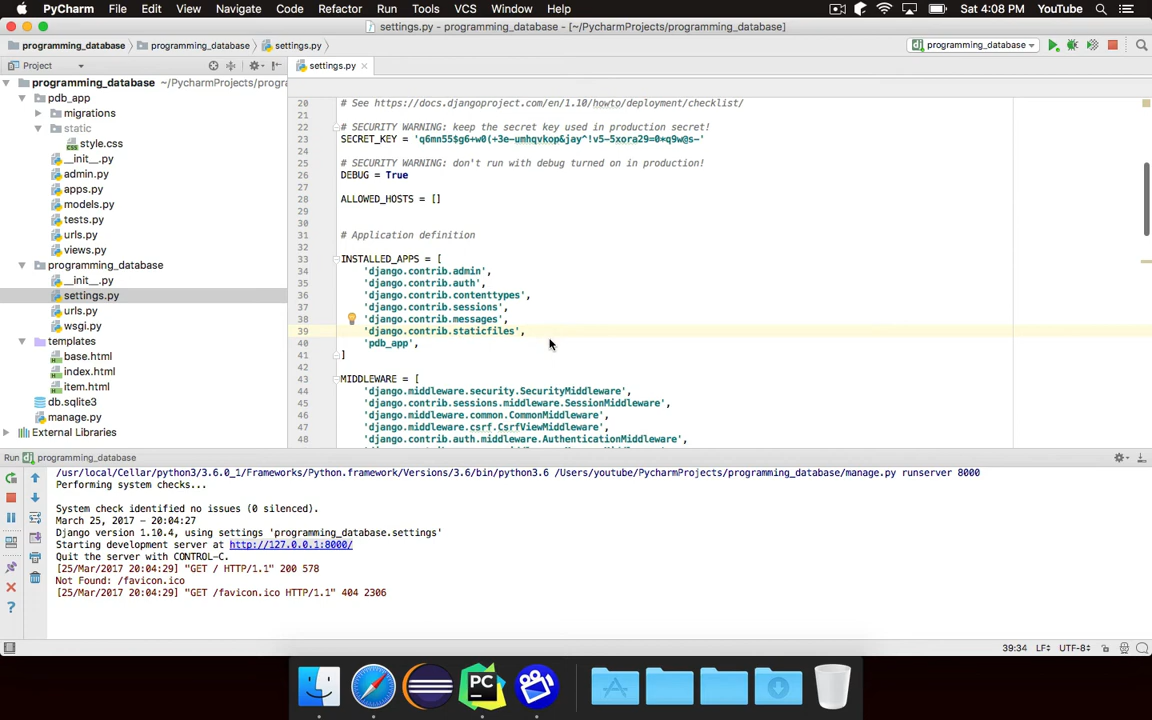 PyCharm File Edit View Navigate Code Refactor Run Tools VCS Window Help Sat 4:08 PM YouTube
settings.py - programming_database - [~/PycharmProjects/programming_database]
programming_database programming_database settings.py programming_database
Project settings.py
programming_database ~/PycharmProjects/progra
pdb_app
migrations
static
style.css
__init__.py
admin.py
apps.py
models.py
tests.py
urls.py
views.py
programming_database
__init__.py
settings.py
urls.py
wsgi.py
templates
base.html
index.html
item.html
db.sqlite3
manage.py
External Libraries
20 # See https://docs.djangoproject.com/en/1.10/howto/deployment/checklist/
21
22 # SECURITY WARNING: keep the secret key used in production secret!
23 SECRET_KEY = 'q6mn55$g6+w0(+3e-umhqvkop&jay^!v5-5xora29=0*q9w@s-'
24
25 # SECURITY WARNING: don't run with debug turned on in production!
26 DEBUG = True
27
28 ALLOWED_HOSTS = []
29
30
31 # Application definition
32
33 INSTALLED_APPS = [
34 'django.contrib.admin',
35 'django.contrib.auth',
36 'django.contrib.contenttypes',
37 'django.contrib.sessions',
38 'django.contrib.messages',
39 'django.contrib.staticfiles',
40 'pdb_app',
41 ]
42
43 MIDDLEWARE = [
44 'django.middleware.security.SecurityMiddleware',
45 'django.contrib.sessions.middleware.SessionMiddleware',
46 'django.middleware.common.CommonMiddleware',
47 'django.middleware.csrf.CsrfViewMiddleware',
48 'django.contrib.auth.middleware.AuthenticationMiddleware',
Run programming_database
/usr/local/Cellar/python3/3.6.0_1/Frameworks/Python.framework/Versions/3.6/bin/python3.6 /Users/youtube/PycharmProjects/programming_database/manage.py runserver 8000
Performing system checks...
System check identified no issues (0 silenced).
March 25, 2017 - 20:04:27
Django version 1.10.4, using settings 'programming_database.settings'
Starting development server at http://127.0.0.1:8000/
Quit the server with CONTROL-C.
[25/Mar/2017 20:04:29] "GET / HTTP/1.1" 200 578
Not Found: /favicon.ico
[25/Mar/2017 20:04:29] "GET /favicon.ico HTTP/1.1" 404 2306
39:34 LF÷ UTF-8÷
PC